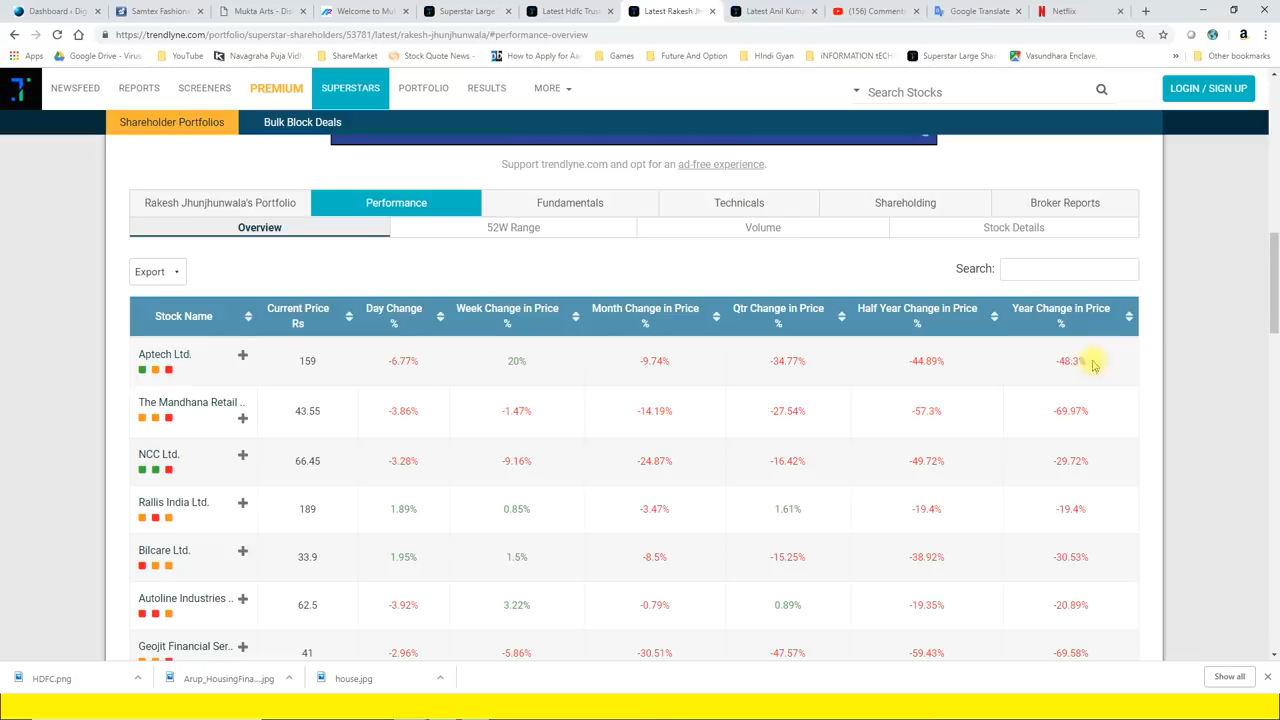 Dashboard / Digi
Samtex Fashions
Mukta Arts - Dis
Welcome to Mu
Superstar Large
Latest Hdfc Trus
Latest Rakesh Jh
Latest Anil Kuma
(156) Comments
Google Translate
Netflix
https://trendlyne.com/portfolio/superstar-shareholders/53781/latest/rakesh-jhunjhunwala/#performance-overview
Apps
Google Drive - Virus
YouTube
Navagraha Puja Vidh
ShareMarket
Stock Quote News -
How to Apply for Aad
Games
Future And Option
HIndi Gyan
iNFORMATION tECH
Superstar Large Shar
Vasundhara Enclave,
Other bookmarks
NEWSFEED
REPORTS
SCREENERS
PREMIUM
SUPERSTARS
PORTFOLIO
RESULTS
MORE
Search Stocks
LOGIN / SIGN UP
Shareholder Portfolios
Bulk Block Deals
Support trendlyne.com and opt for an ad-free experience.
Rakesh Jhunjhunwala's Portfolio
Performance
Fundamentals
Technicals
Shareholding
Broker Reports
Overview
52W Range
Volume
Stock Details
Export
Search:
Stock Name
Current Price Rs
Day Change %
Week Change in Price %
Month Change in Price %
Qtr Change in Price %
Half Year Change in Price %
Year Change in Price %
Aptech Ltd. 159 -6.77% 20% -9.74% -34.77% -44.89% -48.3%
The Mandhana Retail .. 43.55 -3.86% -1.47% -14.19% -27.54% -57.3% -69.97%
NCC Ltd. 66.45 -3.28% -9.16% -24.87% -16.42% -49.72% -29.72%
Rallis India Ltd. 189 1.89% 0.85% -3.47% 1.61% -19.4% -19.4%
Bilcare Ltd. 33.9 1.95% 1.5% -8.5% -15.25% -38.92% -30.53%
Autoline Industries .. 62.5 -3.92% 3.22% -0.79% 0.89% -19.35% -20.89%
Geojit Financial Ser.. 41 -2.96% -5.86% -30.51% -47.57% -59.43% -69.58%
HDFC.png
Arup_HousingFina....jpg
house.jpg
Show all